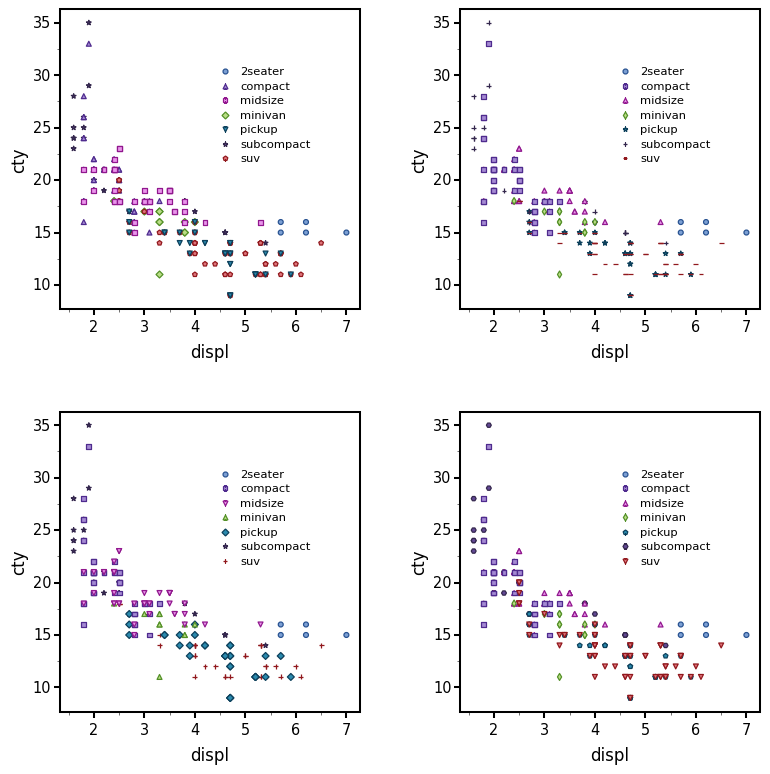 35
30
25
20
15
10
cty
2 3 4 5 6 7
displ
2seater
compact
midsize
minivan
pickup
subcompact
suv
35
30
25
20
15
10
cty
2 3 4 5 6 7
displ
2seater
compact
midsize
minivan
pickup
subcompact
suv
35
30
25
20
15
10
cty
2 3 4 5 6 7
displ
2seater
compact
midsize
minivan
pickup
subcompact
suv
35
30
25
20
15
10
cty
2 3 4 5 6 7
displ
2seater
compact
midsize
minivan
pickup
subcompact
suv